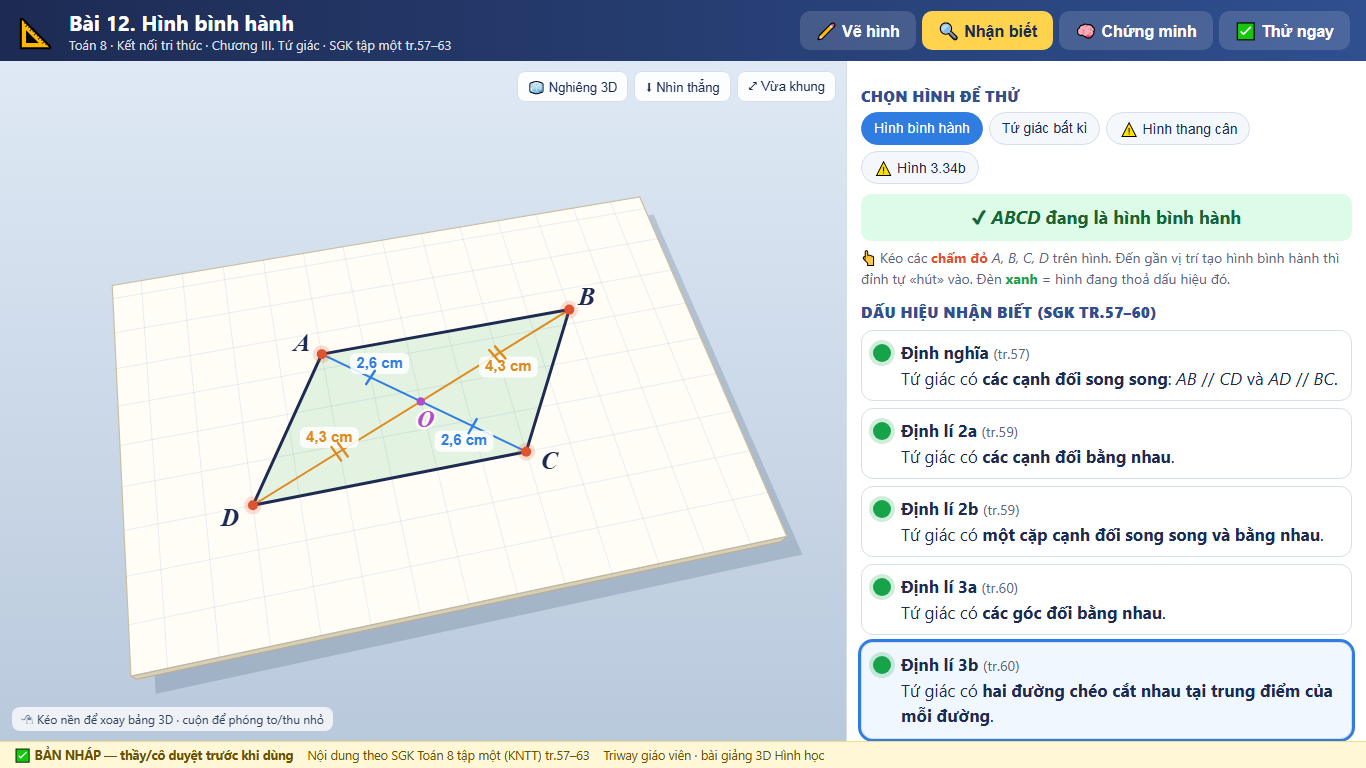 Bài 12. Hình bình hành
Toán 8 · Kết nối tri thức · Chương III. Tứ giác · SGK tập một tr.57–63
Vẽ hình
Nhận biết
Chứng minh
Thử ngay
Nghiêng 3D
⬇ Nhìn thẳng
⤢ Vừa khung
A
B
2,6 cm
4,3 cm
O
4,3 cm
2,6 cm
C
D
Kéo nền để xoay bảng 3D · cuộn để phóng to/thu nhỏ
CHỌN HÌNH ĐỂ THỬ
Hình bình hành
Tứ giác bất kì
Hình thang cân
Hình 3.34b
✔ ABCD đang là hình bình hành
Kéo các chấm đỏ A, B, C, D trên hình. Đến gần vị trí tạo hình bình hành thì
đỉnh tự «hút» vào. Đèn xanh = hình đang thoả dấu hiệu đó.
DẤU HIỆU NHẬN BIẾT (SGK TR.57–60)
Định nghĩa (tr.57)
Tứ giác có các cạnh đối song song: AB // CD và AD // BC.
Định lí 2a (tr.59)
Tứ giác có các cạnh đối bằng nhau.
Định lí 2b (tr.59)
Tứ giác có một cặp cạnh đối song song và bằng nhau.
Định lí 3a (tr.60)
Tứ giác có các góc đối bằng nhau.
Định lí 3b (tr.60)
Tứ giác có hai đường chéo cắt nhau tại trung điểm của
mỗi đường.
✅ BẢN NHÁP — thầy/cô duyệt trước khi dùng Nội dung theo SGK Toán 8 tập một (KNTT) tr.57–63 Triway giáo viên · bài giảng 3D Hình học